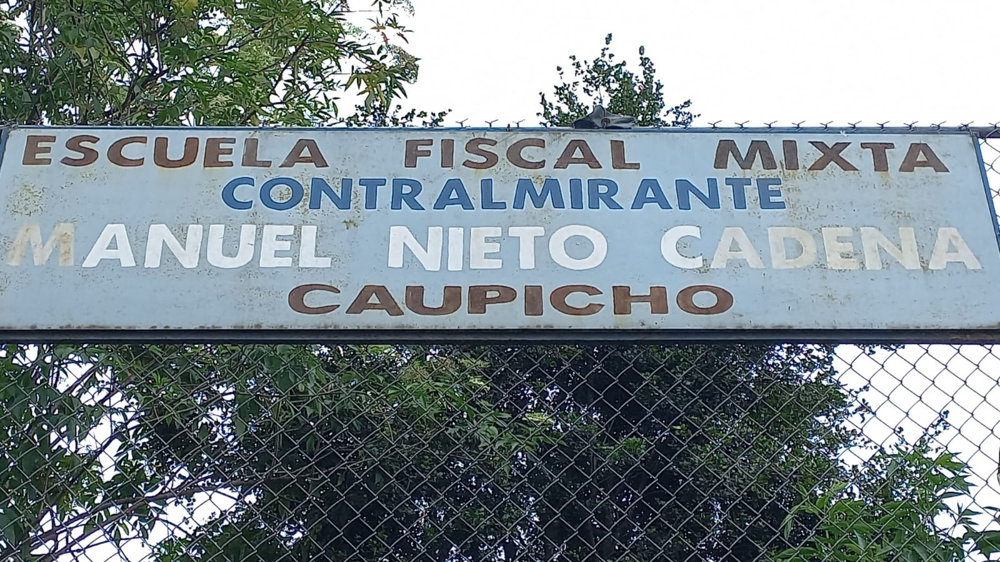 ESCUELA FISCAL MIXTA
CONTRALMIRANTE
MANUEL NIETO CADENA
CAUPICHO